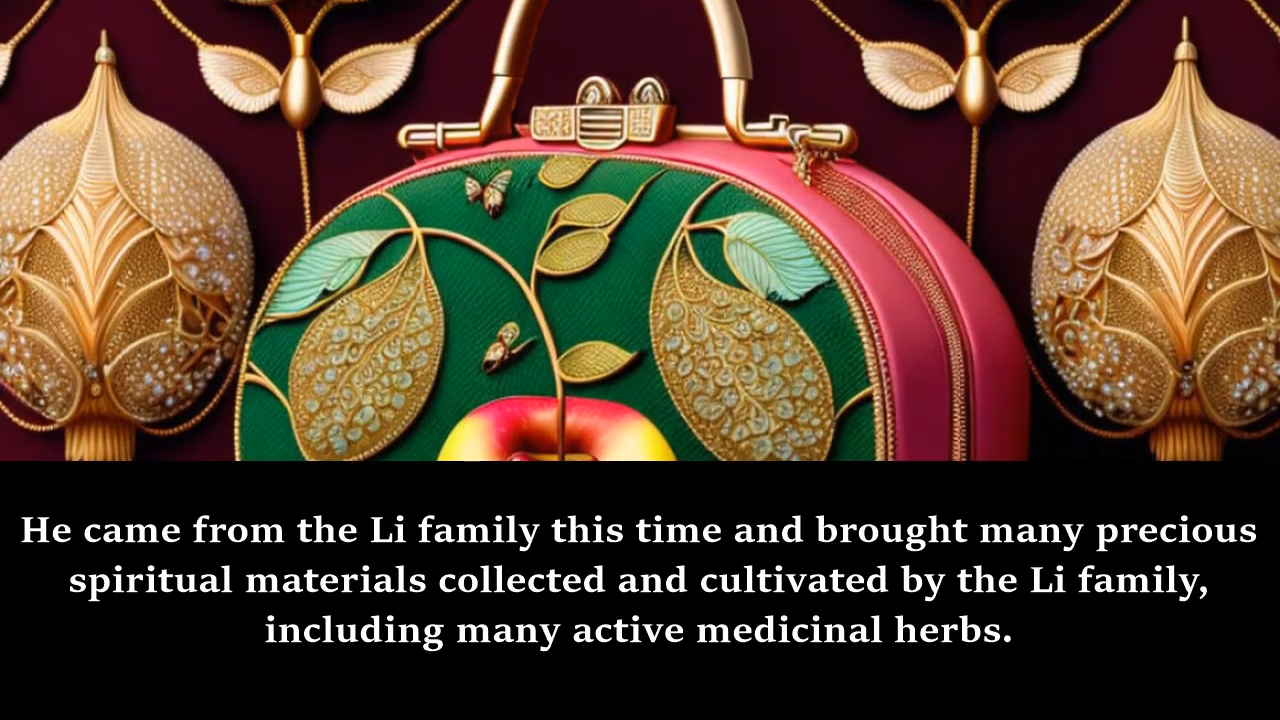 He came from the Li family this time and brought many precious
spiritual materials collected and cultivated by the Li family,
including many active medicinal herbs.